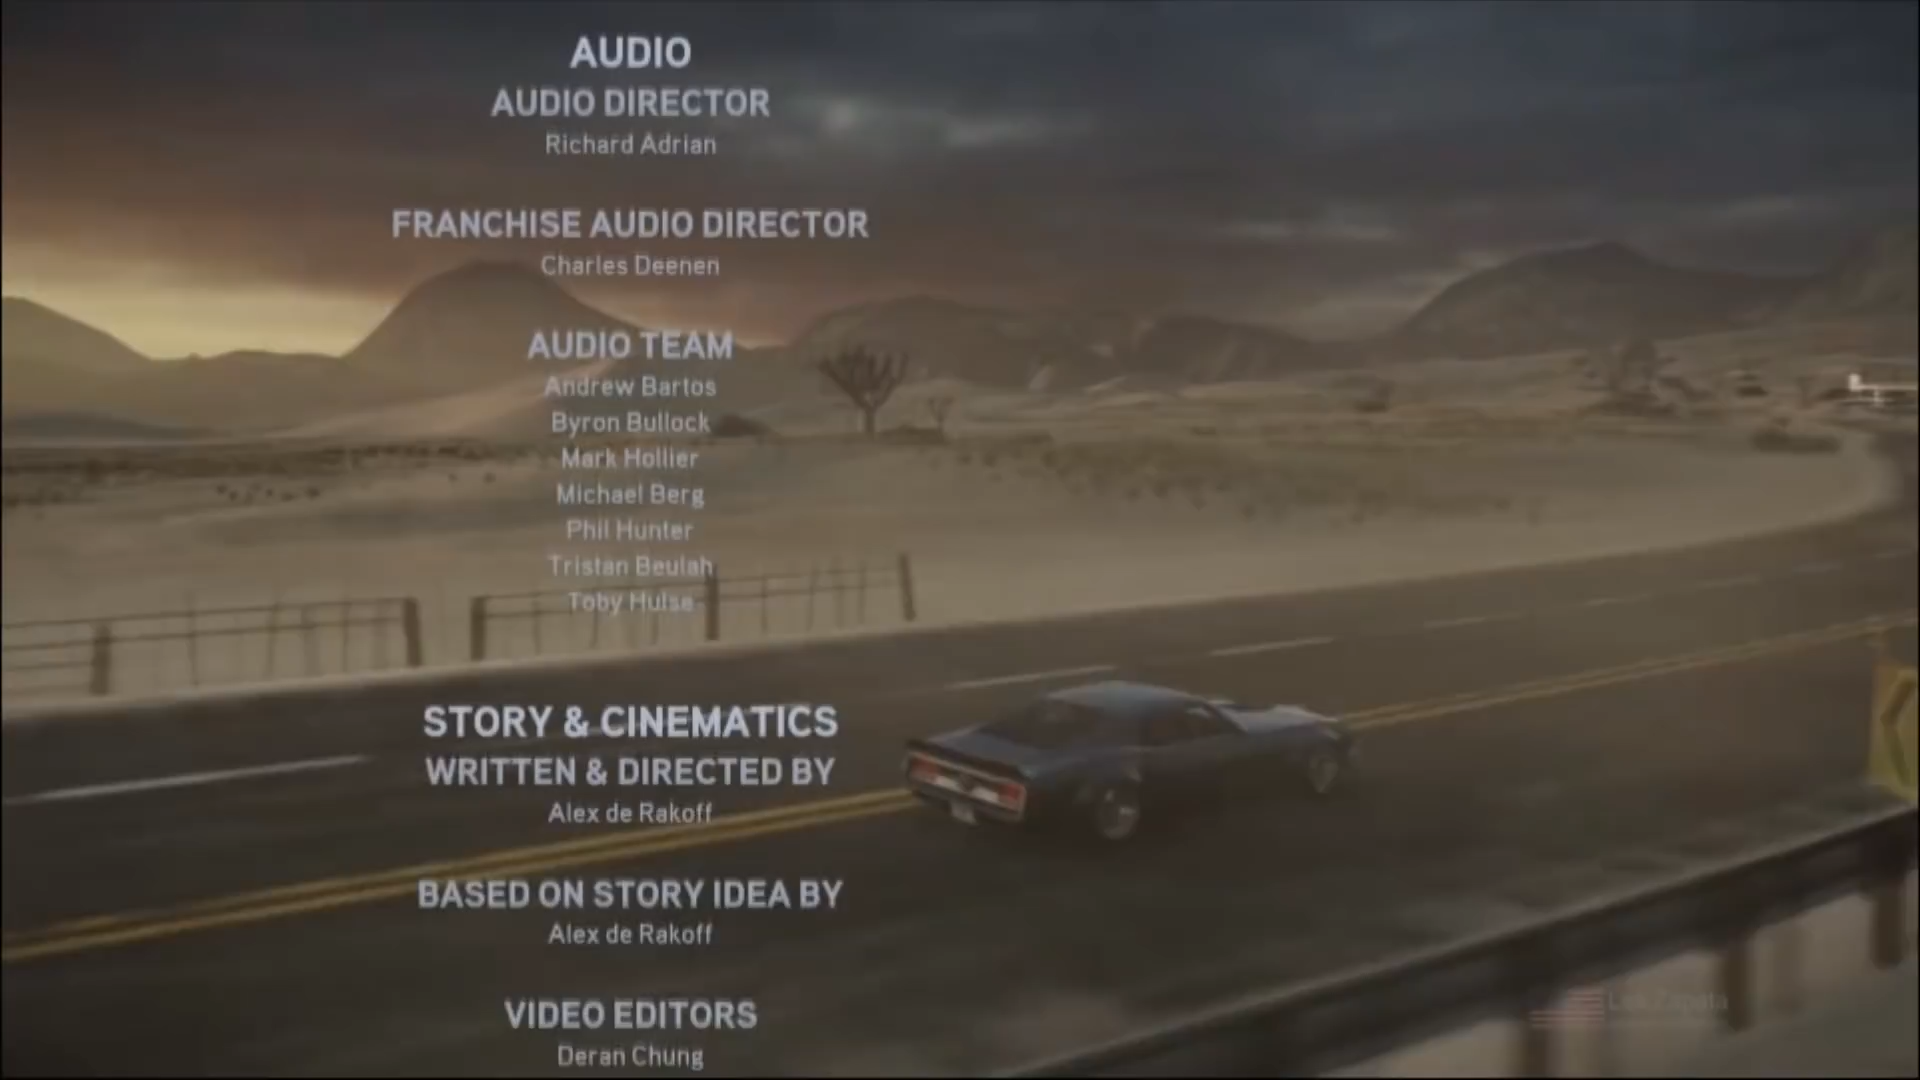 AUDIO
AUDIO DIRECTOR
Richard Adrian
FRANCHISE AUDIO DIRECTOR
Charles Deenen
AUDIO TEAM
Andrew Bartos
Byron Bullock
Mark Hollier
Michael Berg
Phil Hunter
Tristan Beulah
Toby Hulse
STORY & CINEMATICS
WRITTEN & DIRECTED BY
Alex de Rakoff
BASED ON STORY IDEA BY
Alex de Rakoff
VIDEO EDITORS
Deran Chung